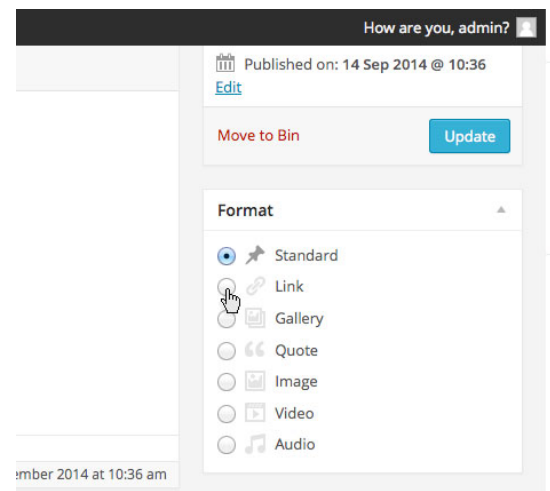 How are you, admin?
Published on: 14 Sep 2014 @ 10:36
Edit
Move to Bin
Update
Format
Standard
Link
Gallery
Quote
Image
Video
Audio
ember 2014 at 10:36 am